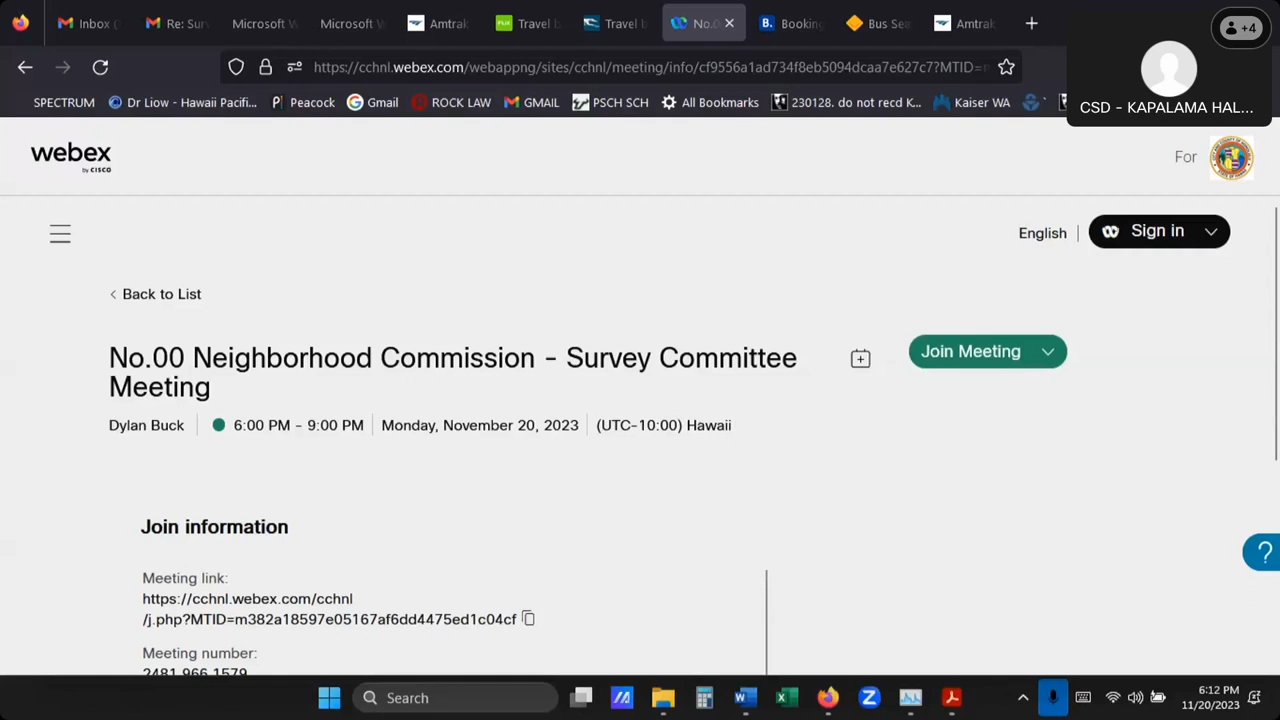 Inbox (
Re: Sur
Microsoft W
Microsoft W
Amtrak
FLiX
Travel b
Travel b
No.0
B.
Booking
Bus Sea
Amtrak
+4
https://cchnl.webex.com/webappng/sites/cchnl/meeting/info/cf9556a1ad734f8eb5094dcaa7e627c7?MTID=
CSD - KAPALAMA HAL...
SPECTRUM
Dr Liow - Hawaii Pacifi...
Peacock
Gmail
ROCK LAW
GMAIL
PSCH SCH
All Bookmarks
230128. do not recd K...
Kaiser WA
webex
by CISCO
For
English
Sign in
Back to List
No.00 Neighborhood Commission - Survey Committee
Meeting
Join Meeting
Dylan Buck
6:00 PM - 9:00 PM
Monday, November 20, 2023
(UTC-10:00) Hawaii
Join information
?
Meeting link:
https://cchnl.webex.com/cchnl
/j.php?MTID=m382a18597e05167af6dd4475ed1c04cf
Meeting number:
2481 966 1579
Search
6:12 PM
11/20/2023